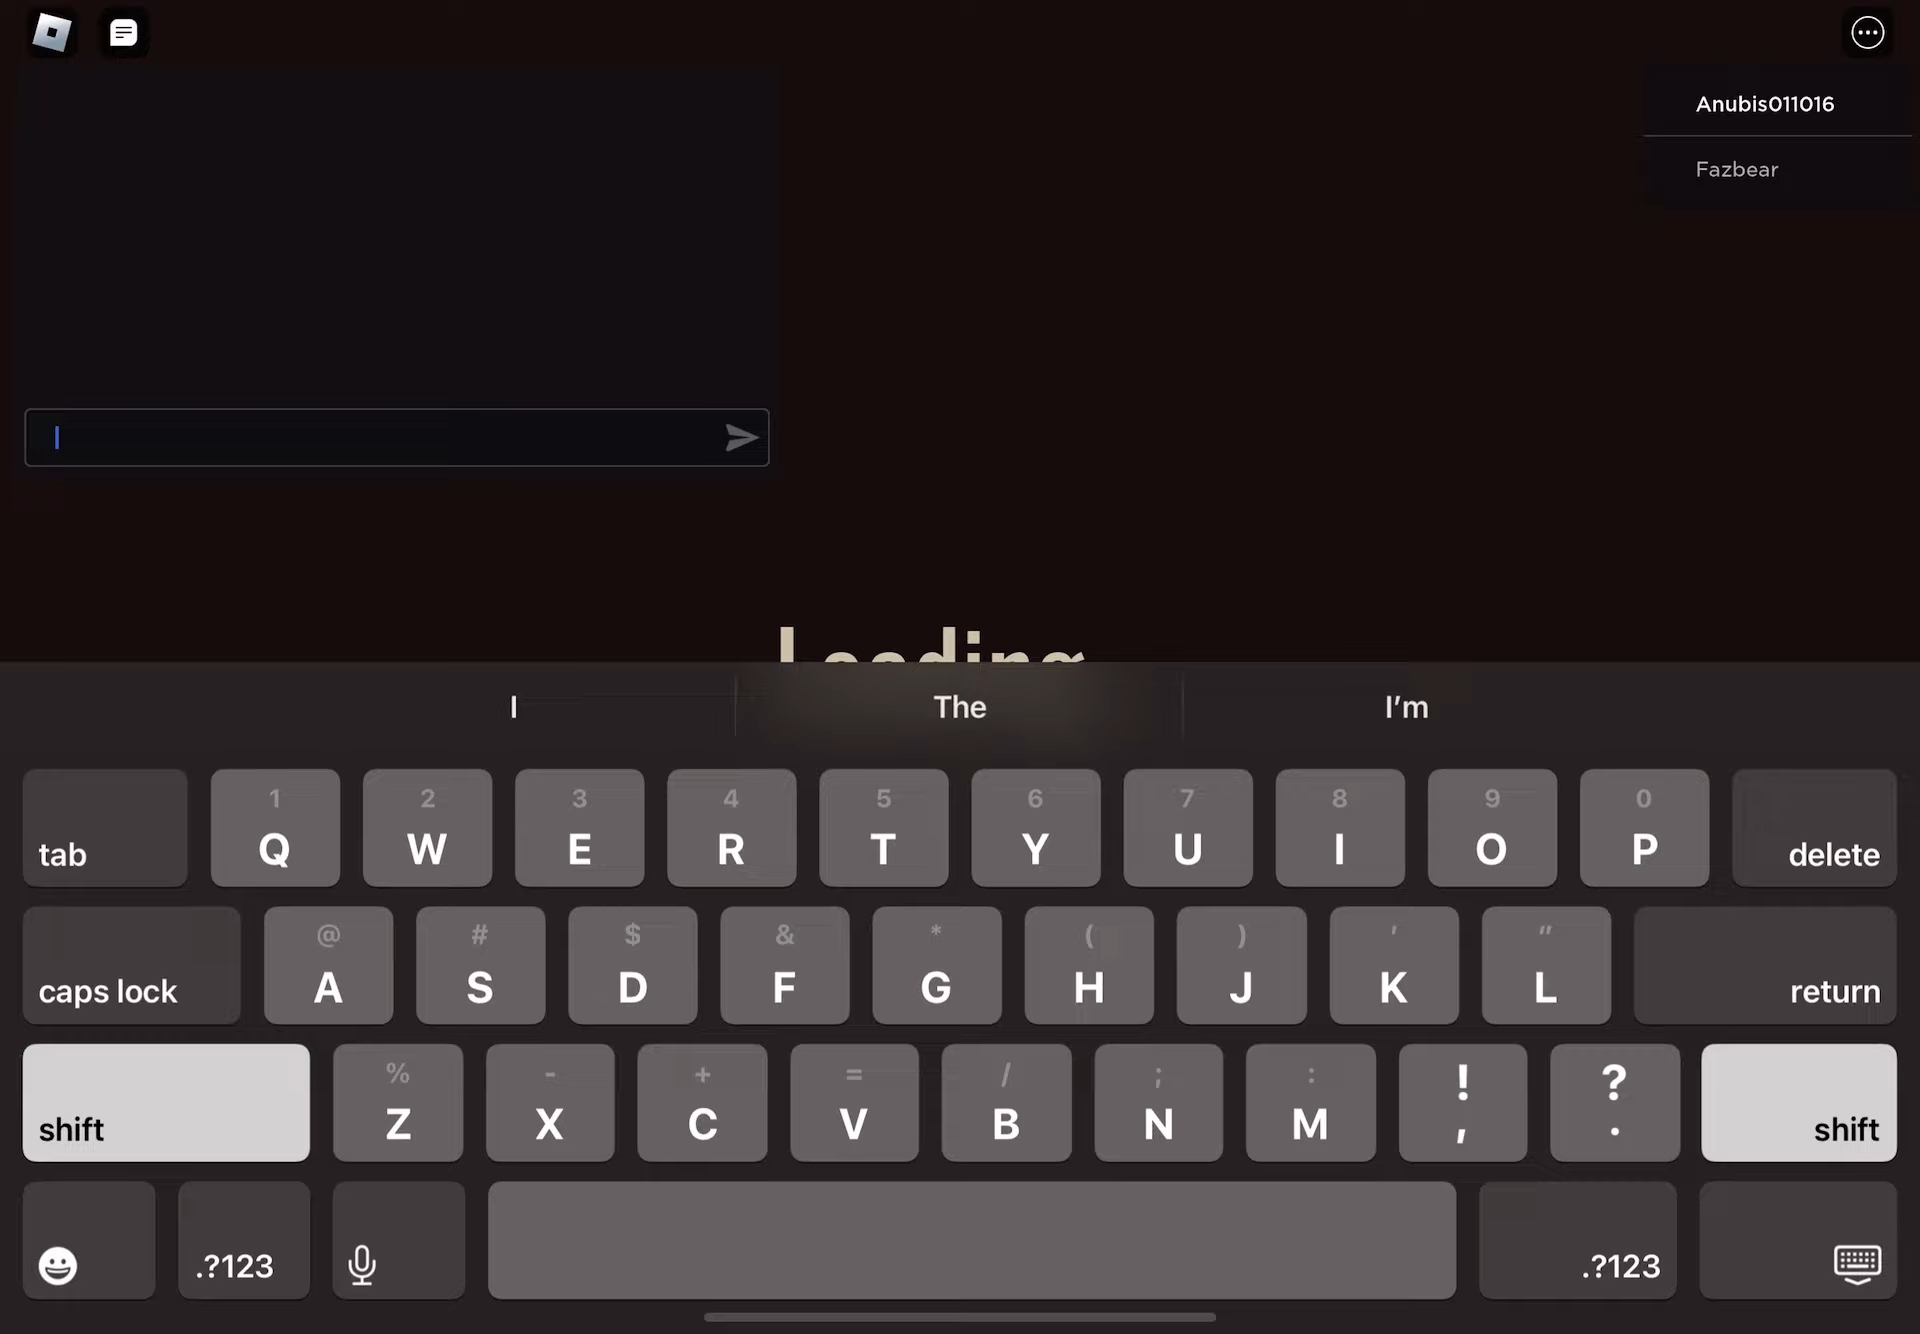 Anubis011016
Fazbear
Loading
I The I’m
tab 1 Q 2 W 3 E 4 R 5 T 6 Y 7 U 8 I 9 O 0 P delete
caps lock @ A # S $ D & F * G ( H ) J ' K " L return
shift % Z - X + C = V / B ; N : M ! , ? . shift
.?123 .?123